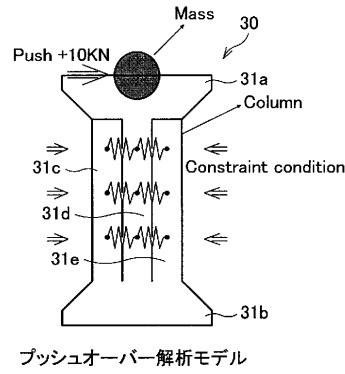 Mass
30
Push +10KN
31a
Column
31c
Constraint condition
31d
31e
31b
プッシュオーバー解析モデル